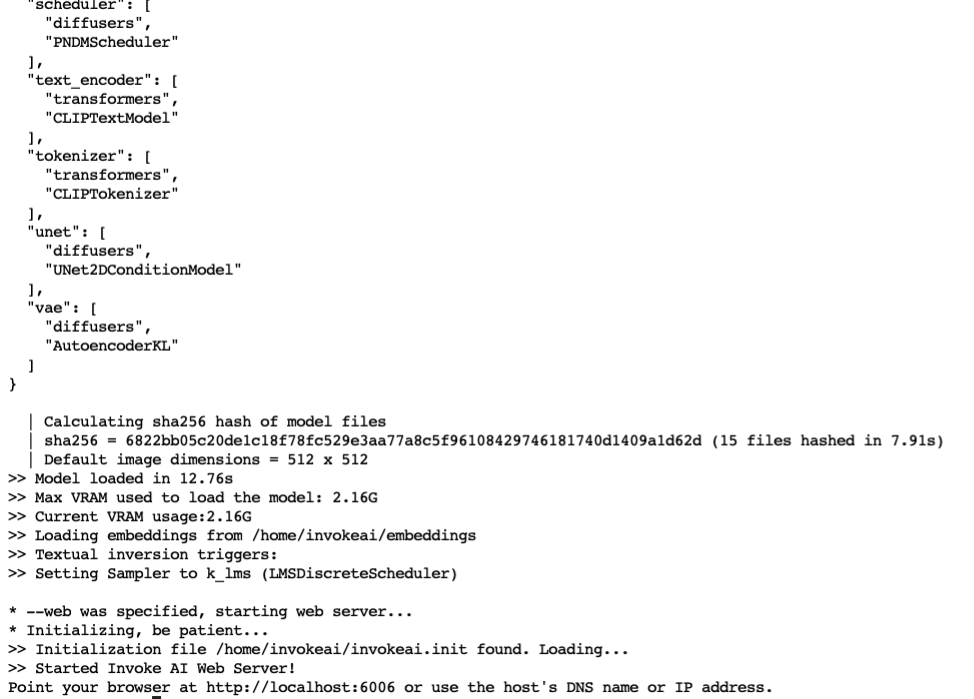 "scheduler": [
"diffusers",
"PNDMScheduler"
],
"text_encoder": [
"transformers",
"CLIPTextModel"
],
"tokenizer": [
"transformers",
"CLIPTokenizer"
],
"unet": [
"diffusers",
"UNet2DConditionModel"
],
"vae": [
"diffusers",
"AutoencoderKL"
]
}
| Calculating sha256 hash of model files
| sha256 = 6822bb05c20de1c18f78fc529e3aa77a8c5f96108429746181740d1409a1d62d (15 files hashed in 7.91s)
| Default image dimensions = 512 x 512
>> Model loaded in 12.76s
>> Max VRAM used to load the model: 2.16G
>> Current VRAM usage:2.16G
>> Loading embeddings from /home/invokeai/embeddings
>> Textual inversion triggers:
>> Setting Sampler to k_lms (LMSDiscreteScheduler)
* --web was specified, starting web server...
* Initializing, be patient...
>> Initialization file /home/invokeai/invokeai.init found. Loading...
>> Started Invoke AI Web Server!
Point your browser at http://localhost:6006 or use the host's DNS name or IP address.